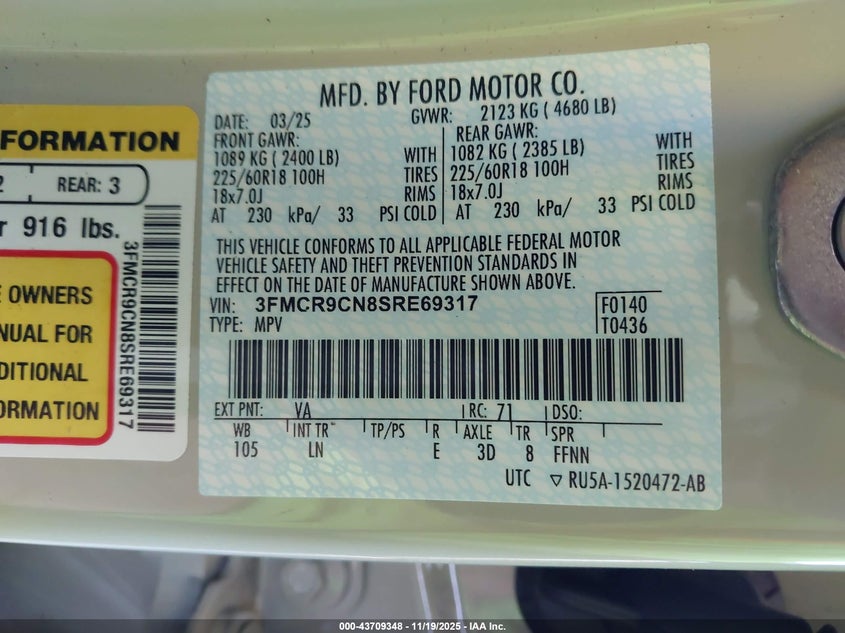 FORMATION
2
REAR: 3
r 916 lbs.
3FMCR9CN8SRE69317
E OWNERS
NUAL FOR
DITIONAL
ORMATION
MFD. BY FORD MOTOR CO.
DATE: 03/25 GVWR: 2123 KG ( 4680 LB)
FRONT GAWR: REAR GAWR:
1089 KG ( 2400 LB) WITH 1082 KG ( 2385 LB) WITH
225/60R18 100H TIRES 225/60R18 100H TIRES
18x7.0J RIMS 18x7.0J RIMS
AT 230 kPa/ 33 PSI COLD AT 230 kPa/ 33 PSI COLD
THIS VEHICLE CONFORMS TO ALL APPLICABLE FEDERAL MOTOR
VEHICLE SAFETY AND THEFT PREVENTION STANDARDS IN
EFFECT ON THE DATE OF MANUFACTURE SHOWN ABOVE.
VIN: 3FMCR9CN8SRE69317 F0140
TYPE: MPV T0436
EXT PNT: VA RC: 71 DSO:
WB INT TR TP/PS R AXLE TR SPR
105 LN E 3D 8 FFNN
UTC ▽ RU5A-1520472-AB
000-43709348 - 11/19/2025 - IAA Inc.